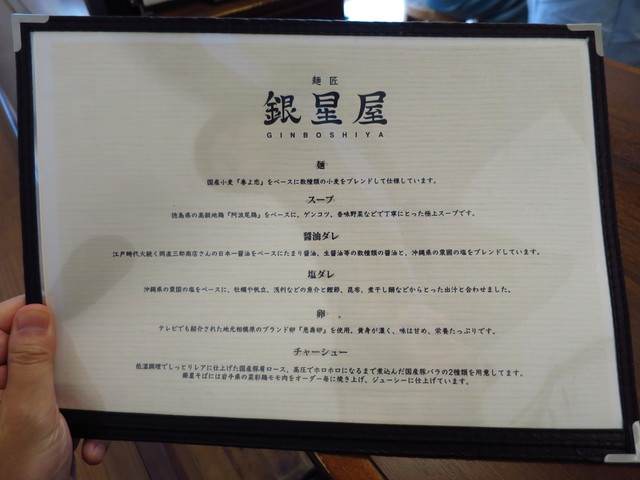 麺匠
銀星屋
GINBOSHIYA
麺
国産小麦『春よ恋』をベースに数種類の小麦をブレンドして仕様しています。
スープ
徳島県の高級地鶏『阿波尾鶏』をベースに、ゲンコツ、香味野菜などで丁寧にとった極上スープです。
醤油ダレ
江戸時代大続く岡直三郎商店さんの日本一醤油をベースにたまり醤油、生醤油等の数種類の醤油と、沖縄県の粟国の塩をブレンドしています。
塩ダレ
沖縄県の粟国の塩をベースに、牡蠣や帆立、浅利などの魚介と鰹節、昆布、煮干し鯛などからとった出汁と合わせました。
卵
テレビでも紹介された地元相模原のブランド卵『恵壽卵』を使用。黄身が濃く、味は甘め、栄養たっぷりです。
チャーシュー
低温調理でしっとりレアに仕上げた国産豚肩ロース、高圧でホロホロになるまで煮込んだ国産豚バラの2種類を用意してます。
銀星そばには岩手県の菜彩鶏モモ肉をオーダー毎に焼き上げ、ジューシーに仕上げています。